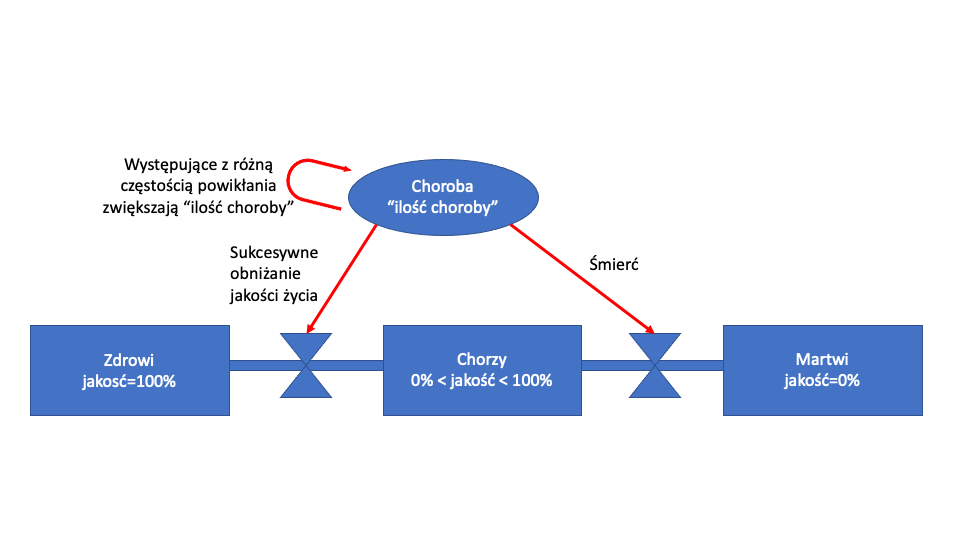 Występujące z różną
częstością powikłania
zwiększają “ilość choroby”
Choroba
“ilość choroby”
Sukcesywne
obniżanie
jakości życia
Śmierć
Zdrowi
jakosć=100%
Chorzy
0% < jakość < 100%
Martwi
jakość=0%